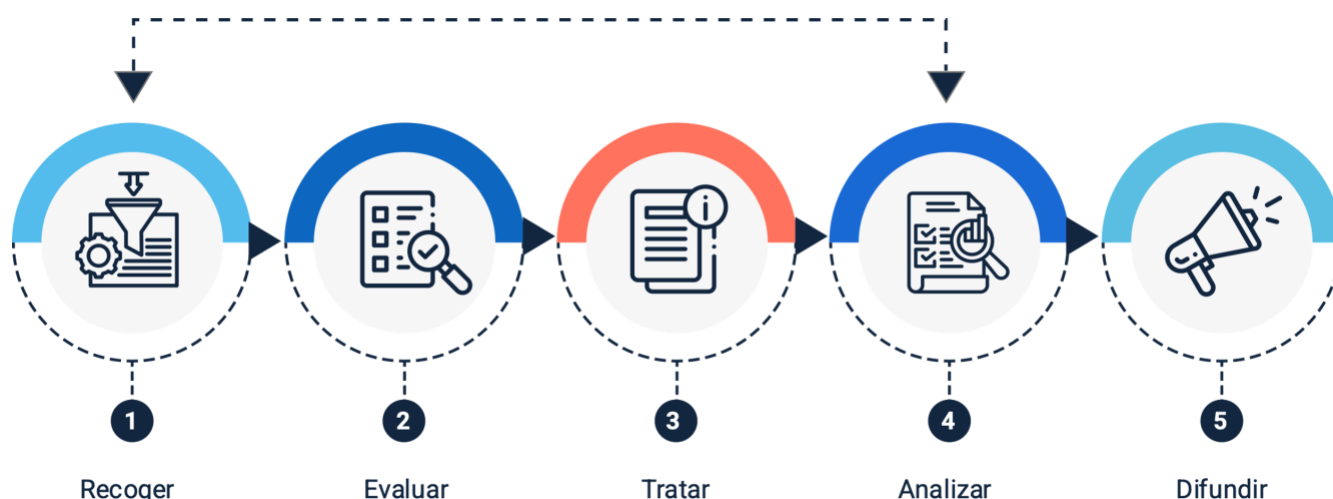 1
2
3
4
5
Recoger
Evaluar
Tratar
Analizar
Difundir